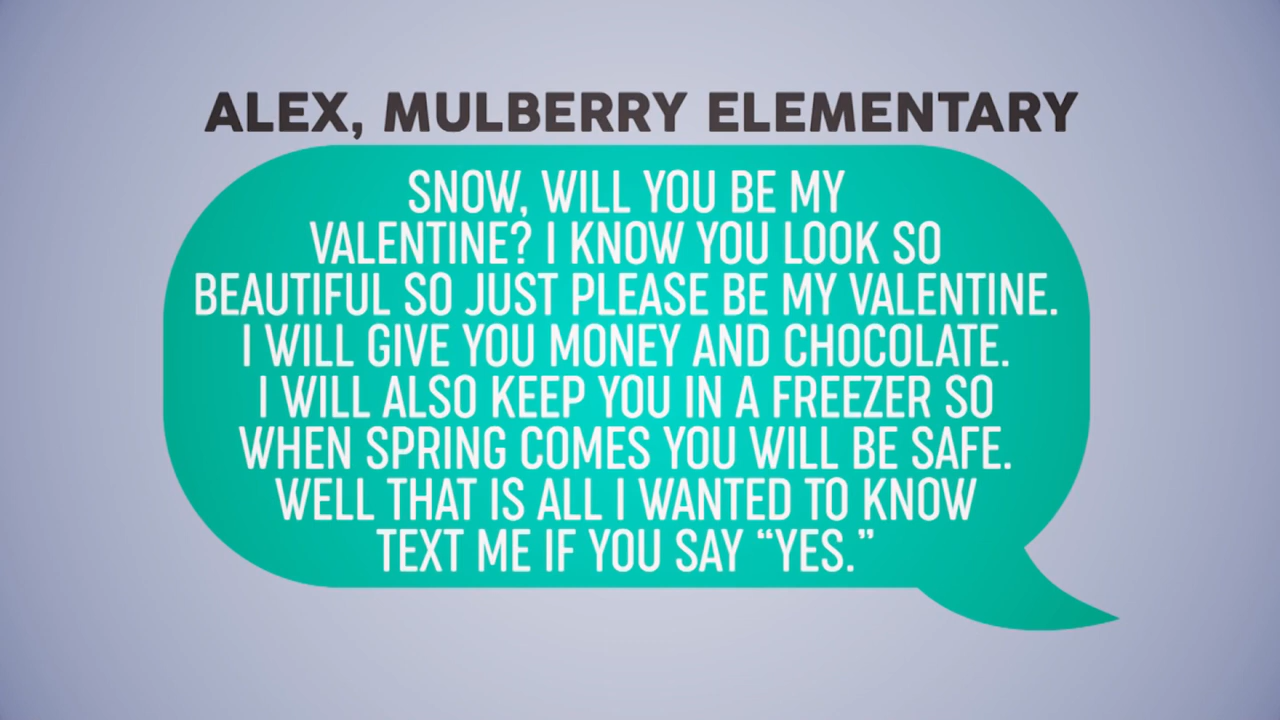 ALEX, MULBERRY ELEMENTARY
SNOW, WILL YOU BE MY
VALENTINE? I KNOW YOU LOOK SO
BEAUTIFUL SO JUST PLEASE BE MY VALENTINE.
I WILL GIVE YOU MONEY AND CHOCOLATE.
I WILL ALSO KEEP YOU IN A FREEZER SO
WHEN SPRING COMES YOU WILL BE SAFE.
WELL THAT IS ALL I WANTED TO KNOW
TEXT ME IF YOU SAY “YES.”